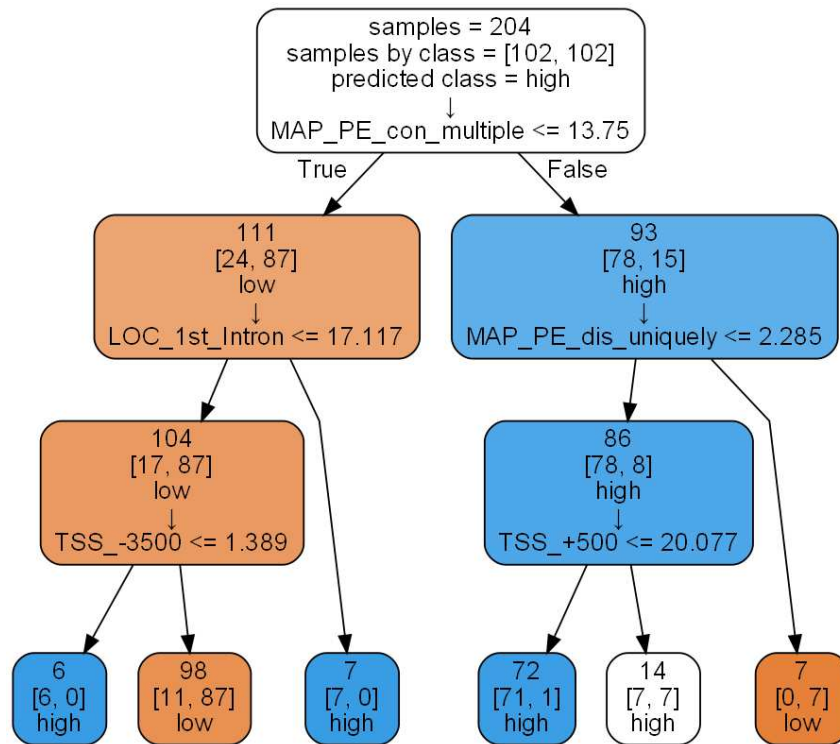 samples = 204
samples by class = [102, 102]
predicted class = high
↓
MAP_PE_con_multiple <= 13.75
True
False
111
[24, 87]
low
↓
LOC_1st_Intron <= 17.117
93
[78, 15]
high
↓
MAP_PE_dis_uniquely <= 2.285
104
[17, 87]
low
↓
TSS_-3500 <= 1.389
86
[78, 8]
high
↓
TSS_+500 <= 20.077
6
[6, 0]
high
98
[11, 87]
low
7
[7, 0]
high
72
[71, 1]
high
14
[7, 7]
high
7
[0, 7]
low